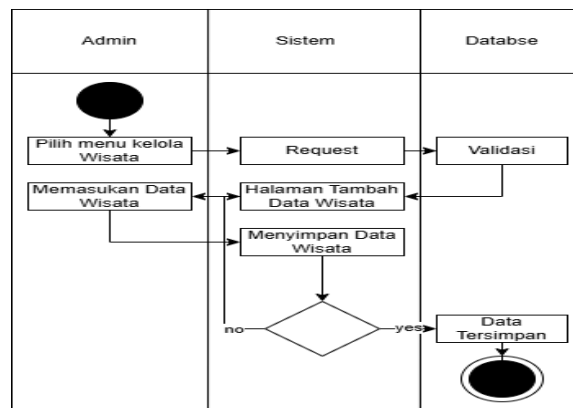 Admin
Sistem
Databse
Pilih menu kelola
Wisata
Request
Validasi
Memasukan Data
Wisata
Halaman Tambah
Data Wisata
Menyimpan Data
Wisata
no
yes
Data
Tersimpan